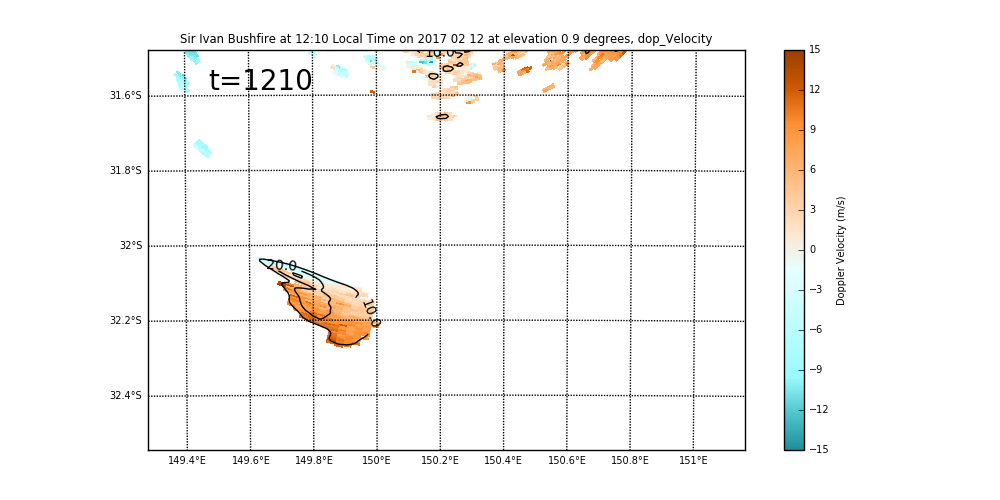 Sir Ivan Bushfire at 12:10 Local Time on 2017 02 12 at elevation 0.9 degrees, dop_Velocity
t=1210
31.6°S
31.8°S
32°S
32.2°S
32.4°S
149.4°E 149.6°E 149.8°E 150°E 150.2°E 150.4°E 150.6°E 150.8°E 151°E
10.0
0
0
10.0
15
12
9
6
3
0
−3
−6
−9
−12
−15
Doppler Velocity (m/s)